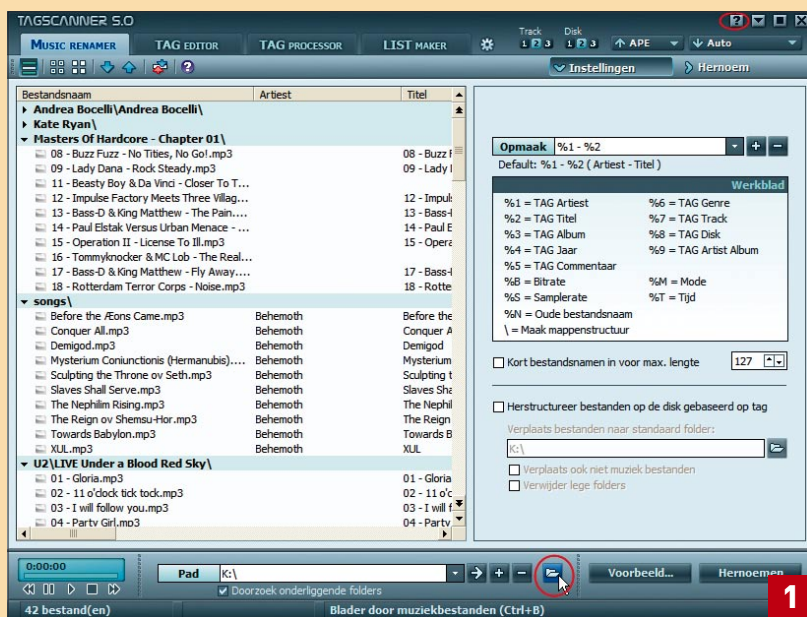 TAGSCANNER 5.0
MUSIC RENAMER TAG EDITOR TAG PROCESSOR LIST MAKER
Track Disk
1 2 3 1 2 3 APE Auto
Instellingen Hernoem
Bestandsnaam Artiest Titel
Andrea Bocelli\Andrea Bocelli\
Kate Ryan\
Masters Of Hardcore - Chapter 01\
08 - Buzz Fuzz - No Tities, No Go!.mp3 08 - Buzz F
09 - Lady Dana - Rock Steady.mp3 09 - Lady
11 - Beasty Boy & Da Vinci - Closer To T...
12 - Impulse Factory Meets Three Villag... 12 - Impuls
13 - Bass-D & King Matthew - The Pain.... 13 - Bass-
14 - Paul Elstak Versus Urban Menace - ... 14 - Paul E
15 - Operation II - License To Ill.mp3 15 - Opera
16 - Tommyknocker & MC Lob - The Real...
17 - Bass-D & King Matthew - Fly Away.... 17 - Bass-
18 - Rotterdam Terror Corps - Noise.mp3 18 - Rotte
songs\
Before the Æons Came.mp3 Behemoth Before the
Conquer All.mp3 Behemoth Conquer A
Demigod.mp3 Behemoth Demigod
Mysterium Coniunctionis (Hermanubis).... Behemoth Mysterium
Sculpting the Throne ov Seth.mp3 Behemoth Sculpting t
Slaves Shall Serve.mp3 Behemoth Slaves Sha
The Nephilim Rising.mp3 Behemoth The Nephil
The Reign ov Shemsu-Hor.mp3 Behemoth The Reign
Towards Babylon.mp3 Behemoth Towards B
XUL.mp3 Behemoth XUL
U2\LIVE Under a Blood Red Sky\
01 - Gloria.mp3 01 - Gloria
02 - 11 o'clock tick tock.mp3 02 - 11 o'c
03 - I will follow you.mp3 03 - I will f
04 - Party Girl.mp3 04 - Party
Opmaak %1 - %2
Default: %1 - %2 ( Artiest - Titel )
Werkblad
%1 = TAG Artiest %6 = TAG Genre
%2 = TAG Titel %7 = TAG Track
%3 = TAG Album %8 = TAG Disk
%4 = TAG Jaar %9 = TAG Artist Album
%5 = TAG Commentaar
%B = Bitrate %M = Mode
%S = Samplerate %T = Tijd
%N = Oude bestandsnaam
\ = Maak mappenstructuur
Kort bestandsnamen in voor max. lengte 127
Herstructureer bestanden op de disk gebaseerd op tag
Verplaats bestanden naar standaard folder:
K:\
Verplaats ook niet muziek bestanden
Verwijder lege folders
0:00:00
Pad K:\
Doorzoek onderliggende folders
Voorbeeld... Hernoemen
42 bestand(en) Blader door muziekbestanden (Ctrl+B)
1